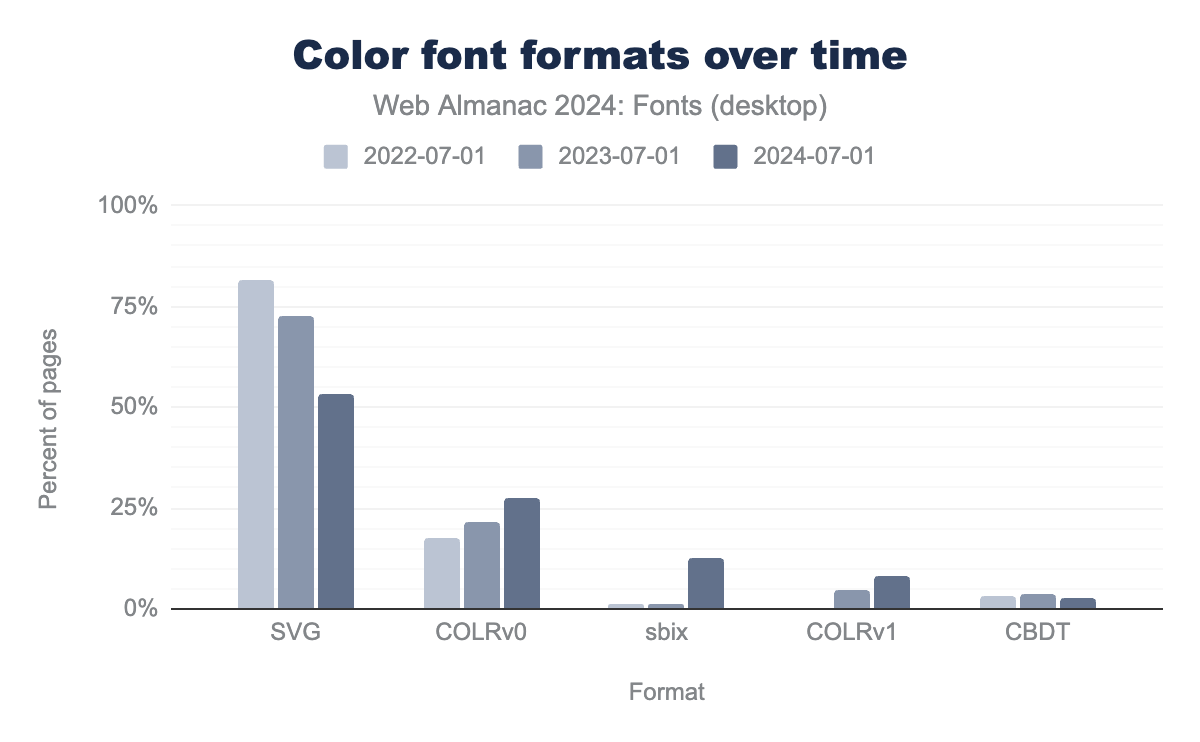 Color font formats over time
Web Almanac 2024: Fonts (desktop)
2022-07-01 2023-07-01 2024-07-01
100%
75%
50%
25%
0%
Percent of pages
SVG COLRv0 sbix COLRv1 CBDT
Format